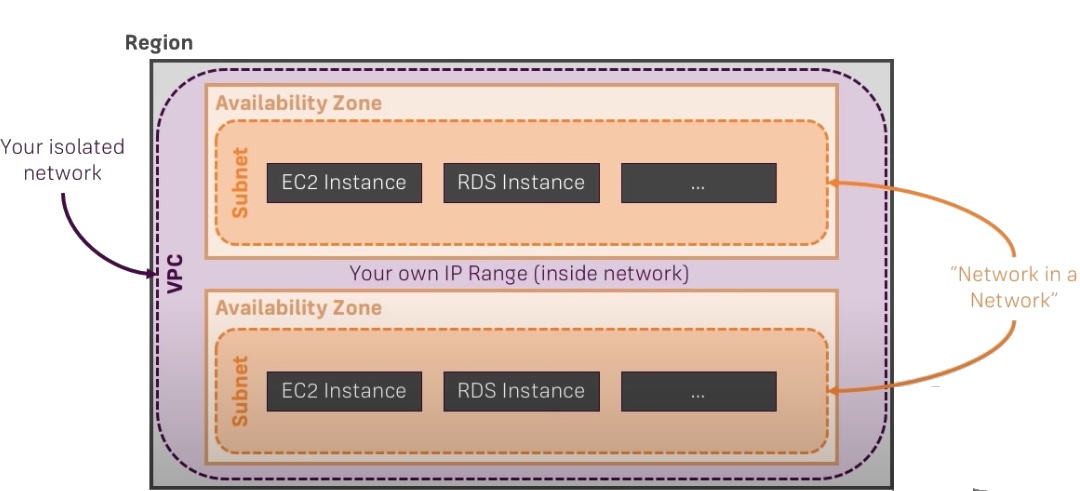 Region
Availability Zone
Subnet
EC2 Instance
RDS Instance
...
Your isolated
network
VPC
Your own IP Range (inside network)
"Network in a
Network"
Availability Zone
Subnet
EC2 Instance
RDS Instance
...